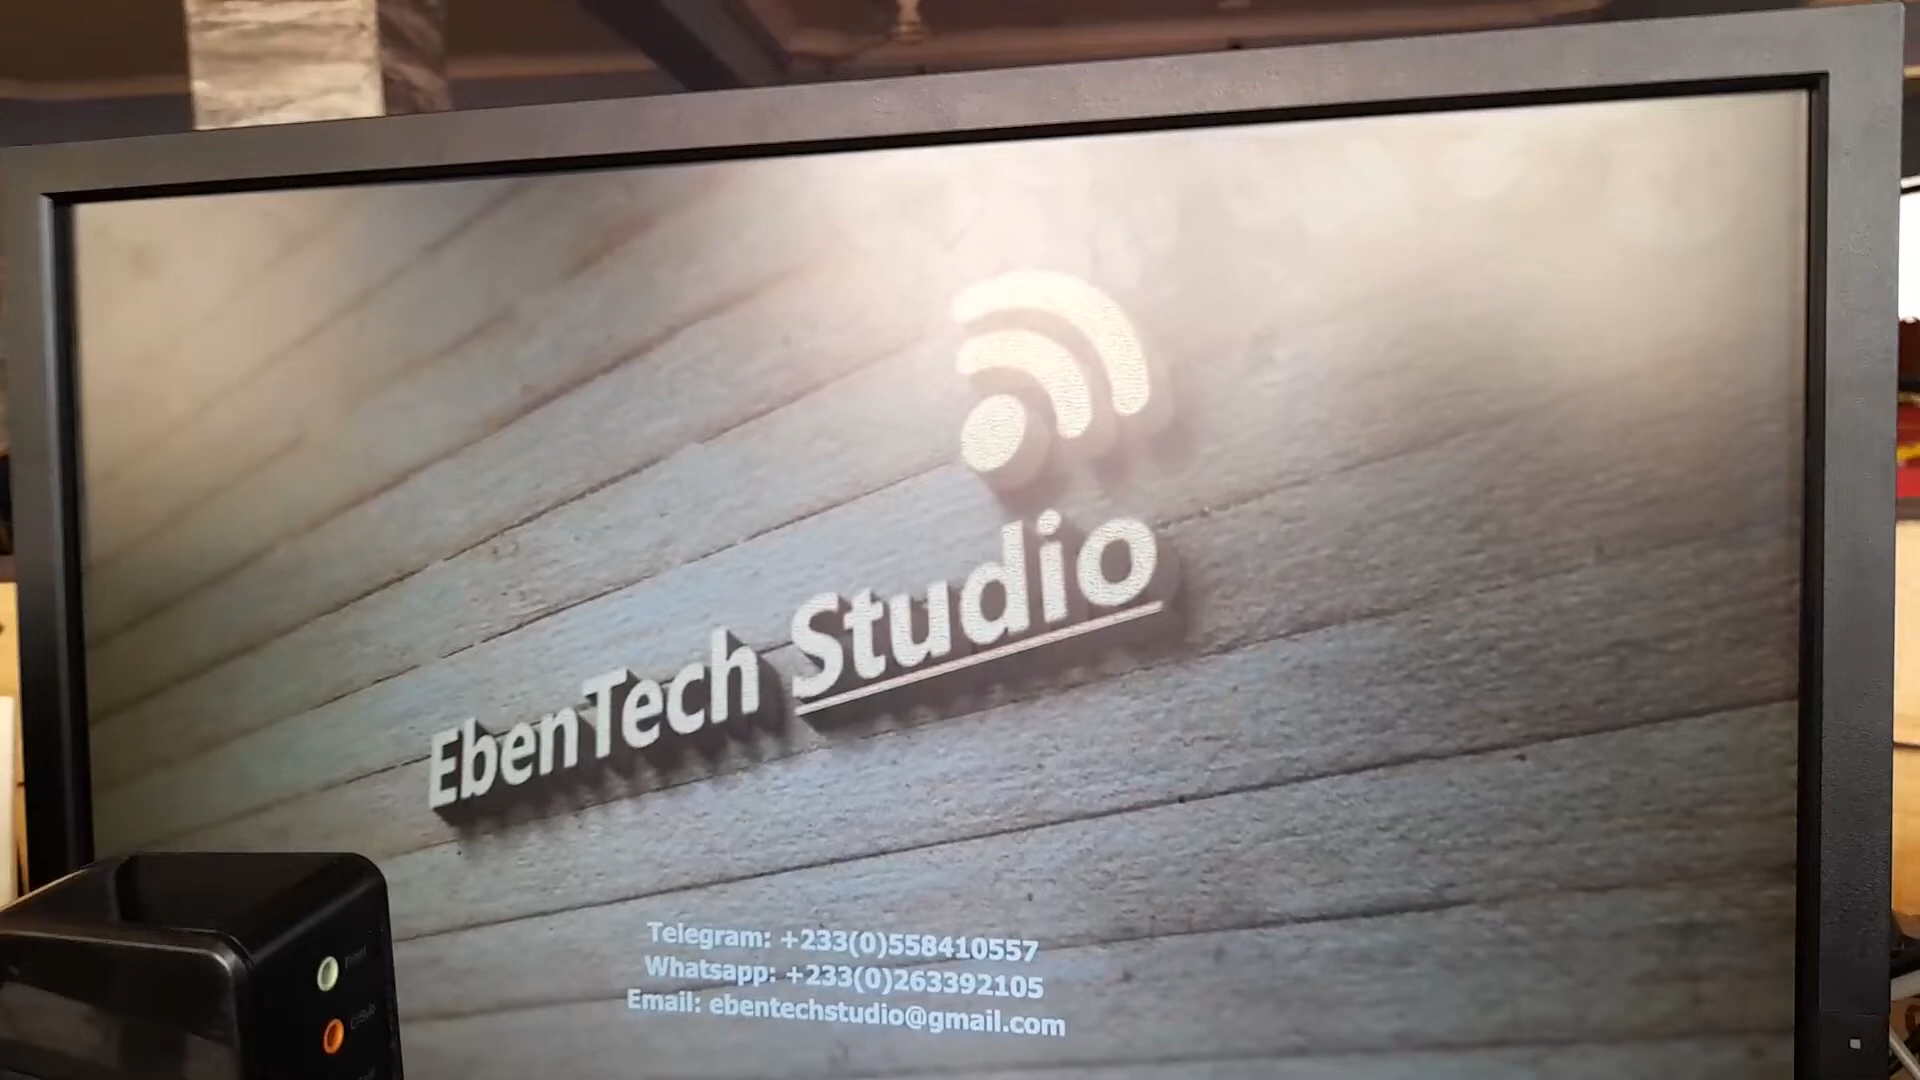 EbenTech Studio
Telegram: +233(0)558410557
Whatsapp: +233(0)263392105
Email: ebentechstudio@gmail.com